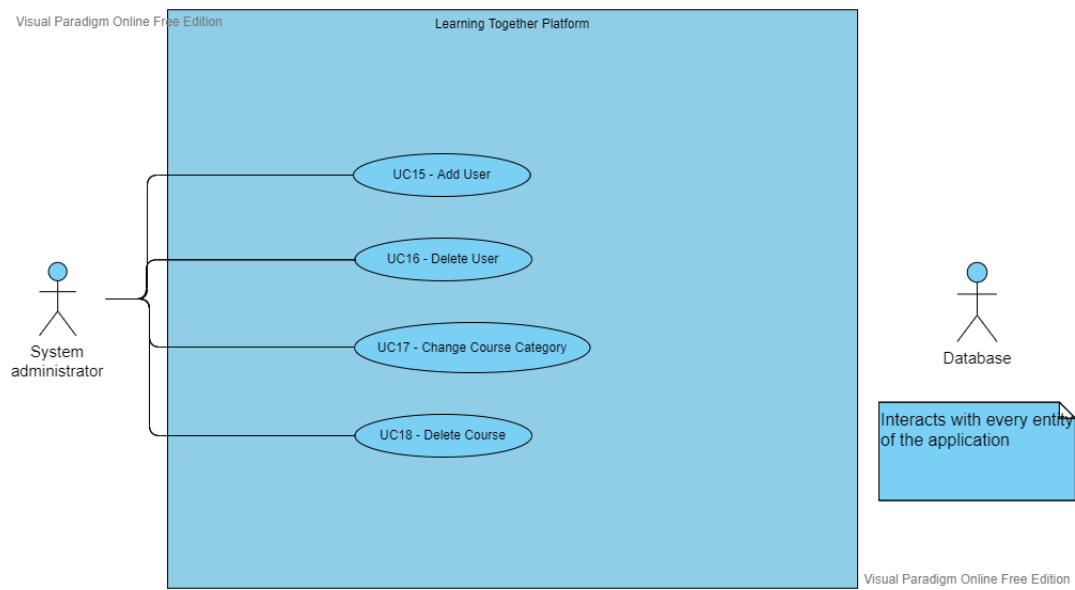 Visual Paradigm Online Free Edition
Learning Together Platform
UC15 - Add User
UC16 - Delete User
UC17 - Change Course Category
UC18 - Delete Course
System
administrator
Database
Interacts with every entity
of the application
Visual Paradigm Online Free Edition